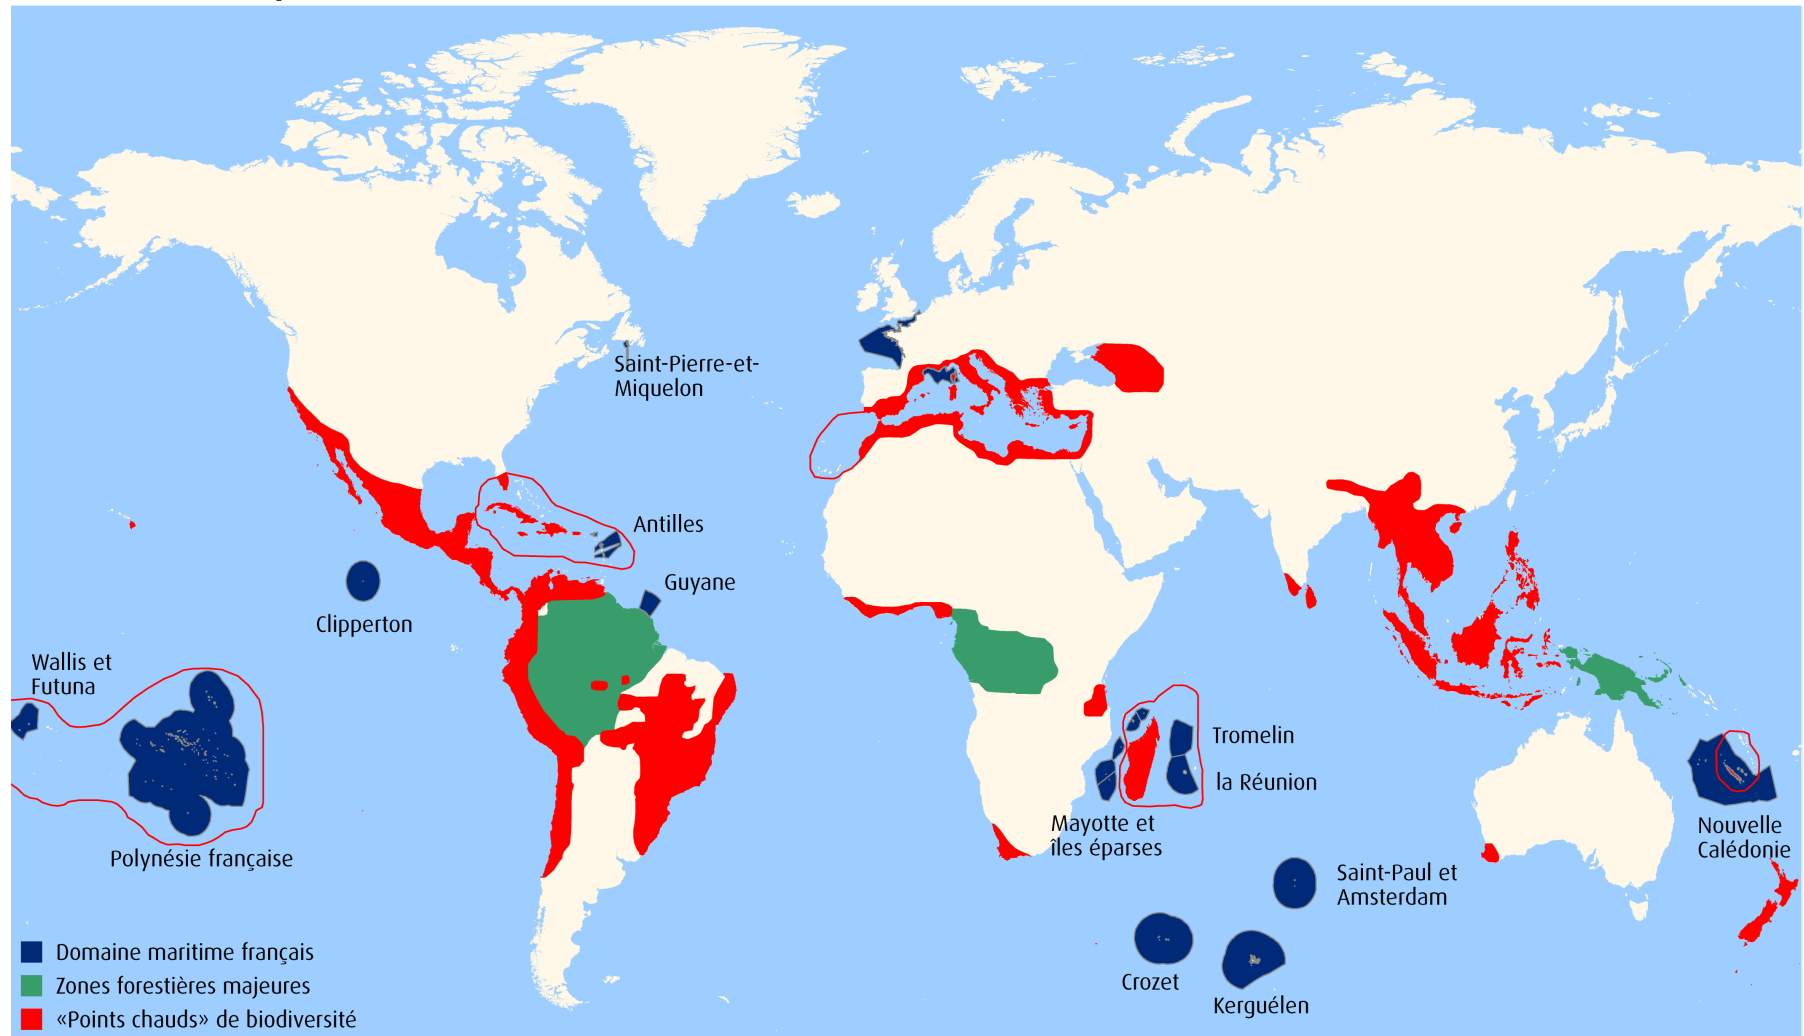 Saint-Pierre-et-
Miquelon
Antilles
Guyane
Clipperton
Wallis et
Futuna
Polynésie française
Tromelin
la Réunion
Mayotte et
îles éparses
Nouvelle
Calédonie
Saint-Paul et
Amsterdam
Crozet
Kerguélen
Domaine maritime français
Zones forestières majeures
«Points chauds» de biodiversité